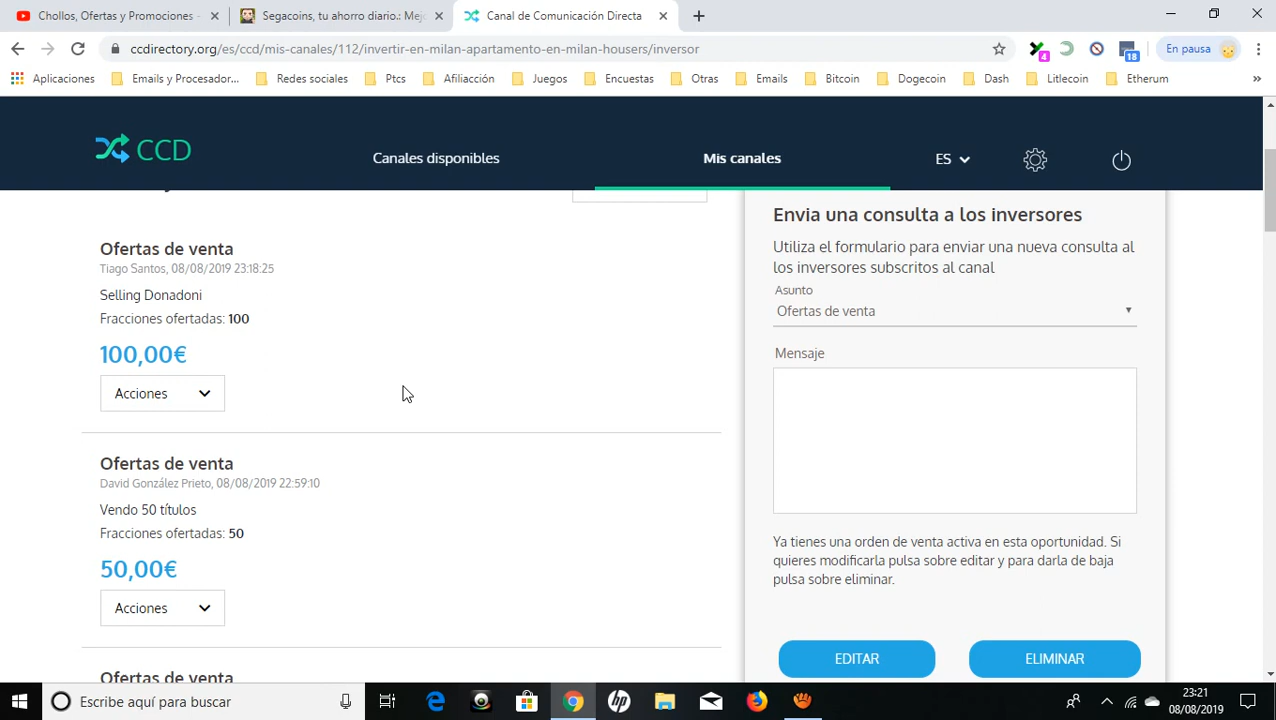 Chollos, Ofertas y Promociones -
Segacoins, tu ahorro diario.: Mejo
Canal de Comunicación Directa
ccdirectory.org/es/ccd/mis-canales/112/invertir-en-milan-apartamento-en-milan-housers/inversor
4
18
En pausa
Aplicaciones
Emails y Procesador...
Redes sociales
Ptcs
Afiliacción
Juegos
Encuestas
Otras
Emails
Bitcoin
Dogecoin
Dash
Litlecoin
Etherum
»
CCD
Canales disponibles
Mis canales
ES
Ofertas de venta
Tiago Santos, 08/08/2019 23:18:25
Selling Donadoni
Fracciones ofertadas: 100
100,00€
Acciones
Ofertas de venta
David González Prieto, 08/08/2019 22:59:10
Vendo 50 títulos
Fracciones ofertadas: 50
50,00€
Acciones
Ofertas de venta
Envia una consulta a los inversores
Utiliza el formulario para enviar una nueva consulta al
los inversores subscritos al canal
Asunto
Ofertas de venta
Mensaje
Ya tienes una orden de venta activa en esta oportunidad. Si
quieres modificarla pulsa sobre editar y para darla de baja
pulsa sobre eliminar.
EDITAR
ELIMINAR
Escribe aquí para buscar
hp
23:21
08/08/2019